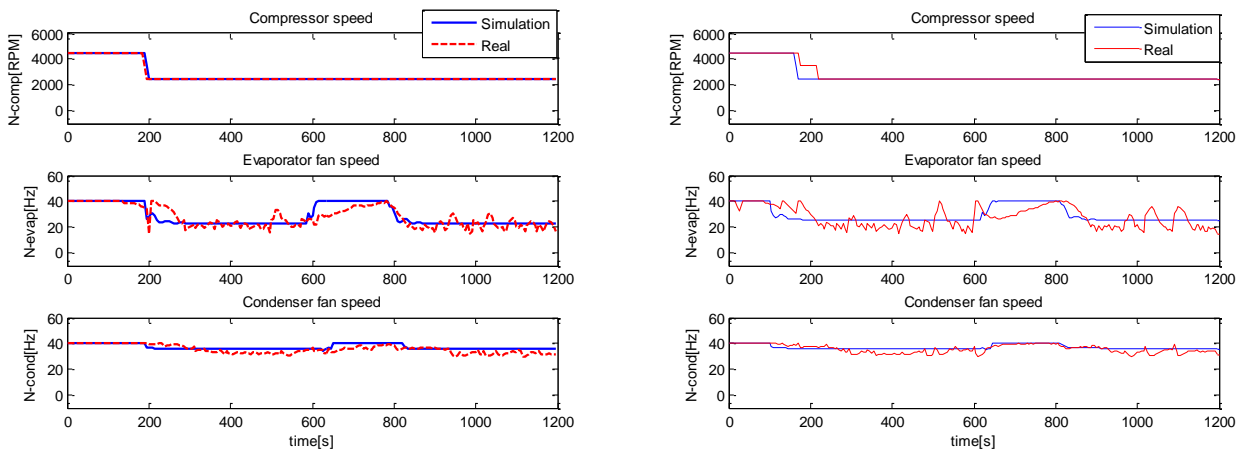 Compressor speed
Simulation
Real
N-comp[RPM]
6000
4000
2000
0
0 200 400 600 800 1000 1200
Evaporator fan speed
N-evap[Hz]
60
40
20
0
0 200 400 600 800 1000 1200
Condenser fan speed
N-cond[Hz]
60
40
20
0
0 200 400 600 800 1000 1200
time[s]
Compressor speed
Simulation
Real
N-comp[RPM]
6000
4000
2000
0
0 200 400 600 800 1000 1200
Evaporator fan speed
N-evap[Hz]
60
40
20
0
0 200 400 600 800 1000 1200
Condenser fan speed
N-cond[Hz]
60
40
20
0
0 200 400 600 800 1000 1200
time[s]